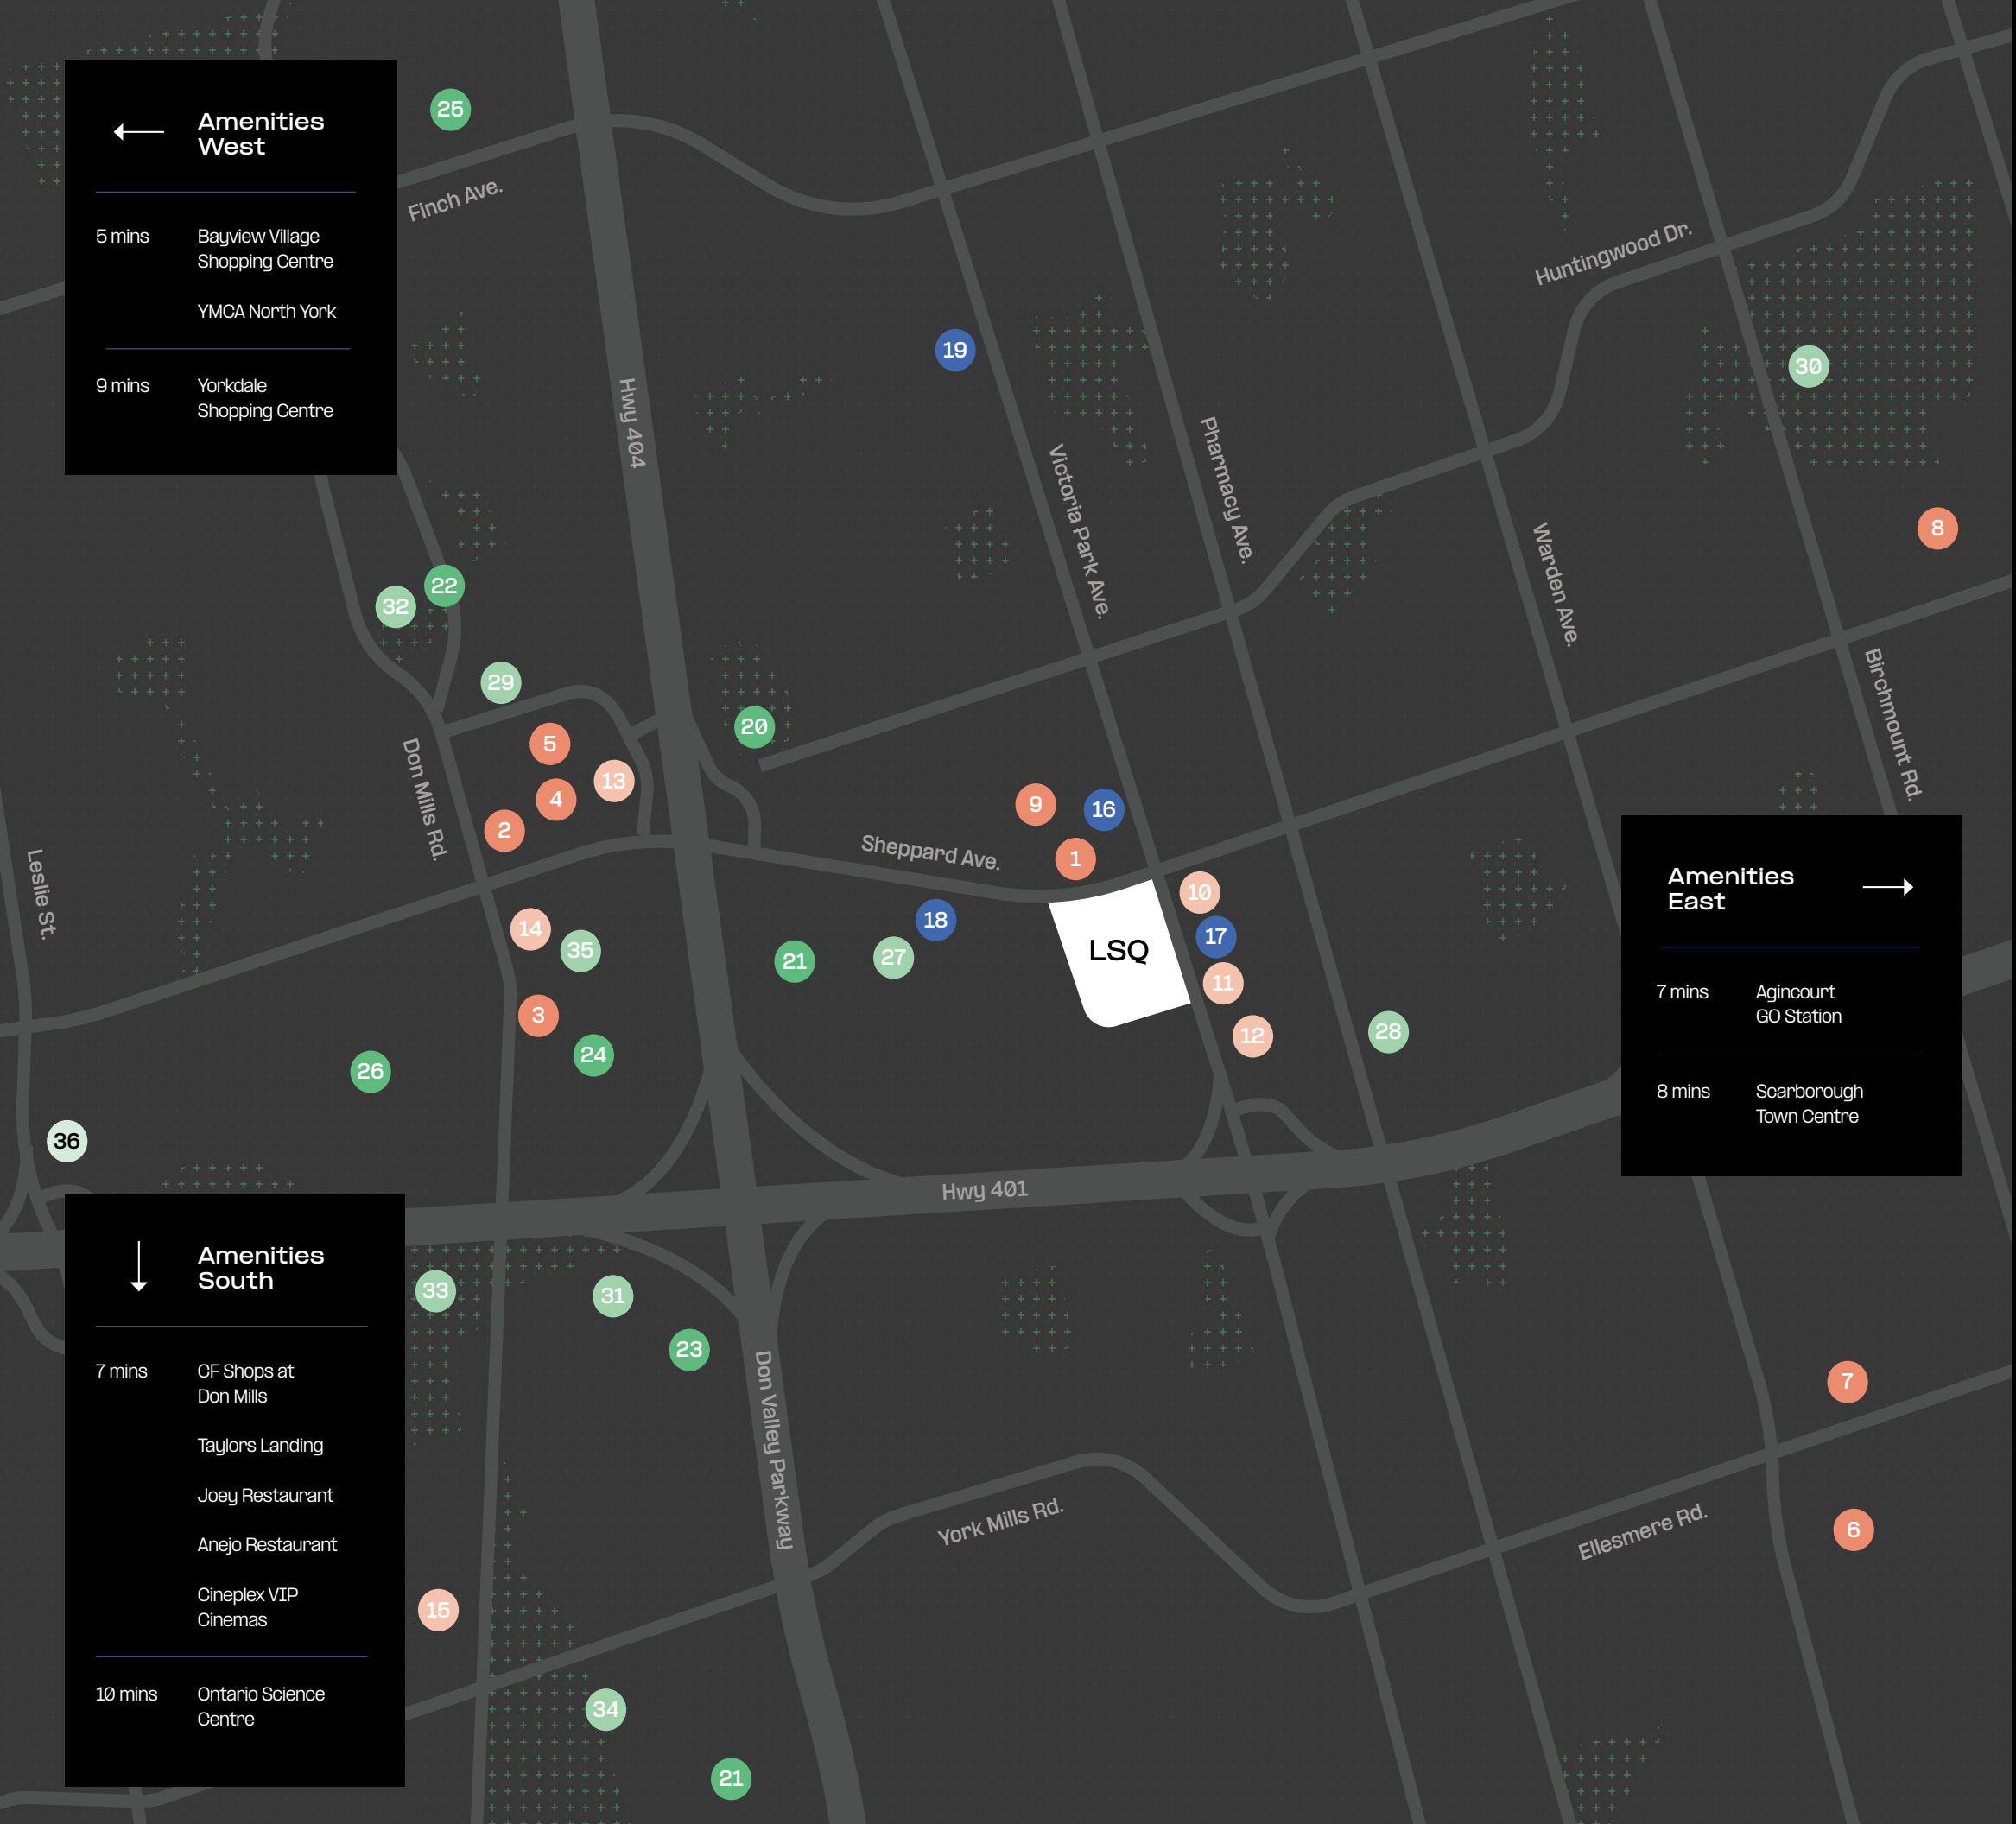 Amenities
West
5 mins
Bayview Village
Shopping Centre
YMCA North York
9 mins
Yorkdale
Shopping Centre
25
Finch Ave.
Hwy 404
19
Victoria Park Ave.
Pharmacy Ave.
Huntingwood Dr.
30
8
Warden Ave.
Birchmount Rd.
22
32
29
20
5
13
4
2
Don Mills Rd.
Leslie St.
9
16
1
Sheppard Ave.
10
14
35
18
17
21
27
LSQ
11
3
12
28
24
26
36
Amenities
East
7 mins
Agincourt
GO Station
8 mins
Scarborough
Town Centre
Hwy 401
Amenities
South
7 mins
CF Shops at
Don Mills
Taylors Landing
Joey Restaurant
Anejo Restaurant
Cineplex VIP
Cinemas
10 mins
Ontario Science
Centre
33
31
23
Don Valley Parkway
7
York Mills Rd.
Ellesmere Rd.
6
15
34
21